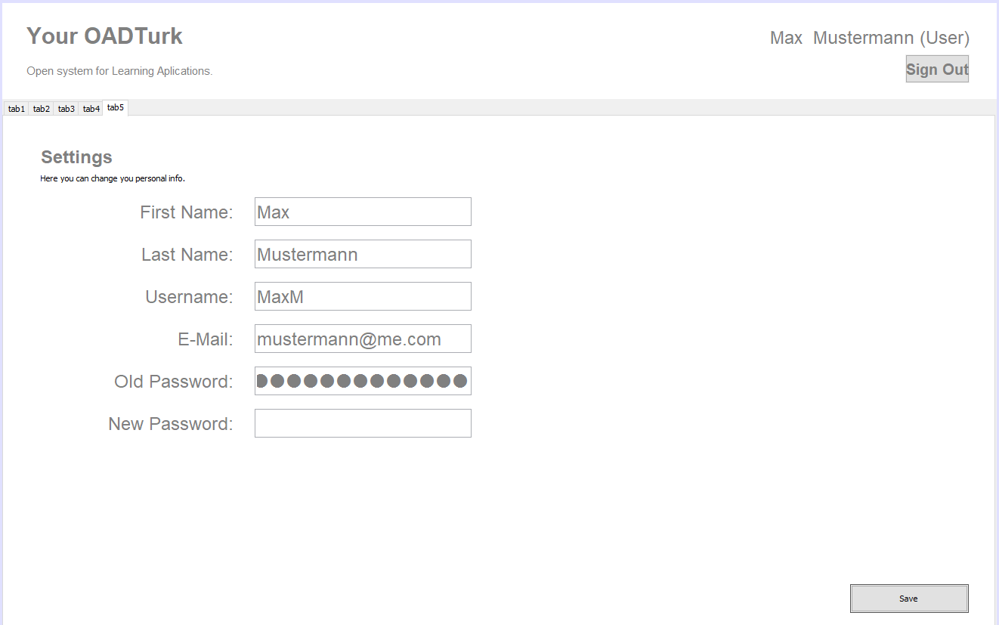 Your OADTurk
Max Mustermann (User)
Open system for Learning Aplications.
Sign Out
tab1 tab2 tab3 tab4 tab5
Settings
Here you can change you personal info.
First Name: Max
Last Name: Mustermann
Username: MaxM
E-Mail: mustermann@me.com
Old Password: ●●●●●●●●●●●●●
New Password:
Save